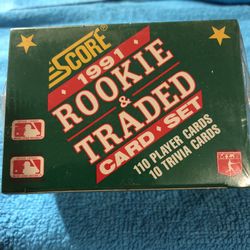 SCORE
1991
ROOKIE
&
TRADED
CARD • SET
110 PLAYER CARDS
10 TRIVIA CARDS